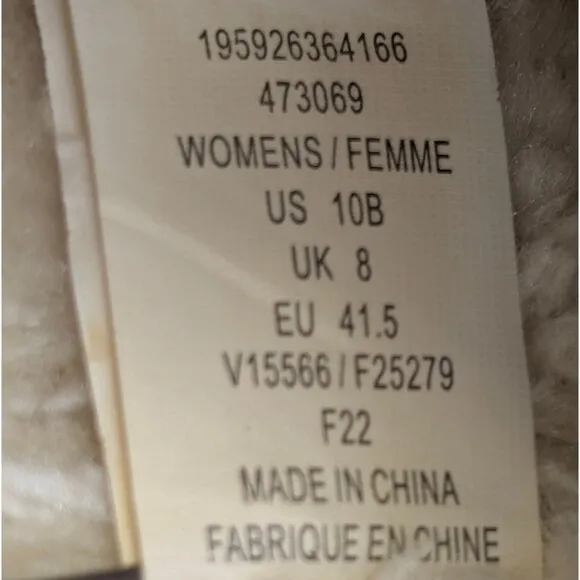 195926364166
473069
WOMENS / FEMME
US 10B
UK 8
EU 41.5
V15566 / F25279
F22
MADE IN CHINA
FABRIQUE EN CHINE